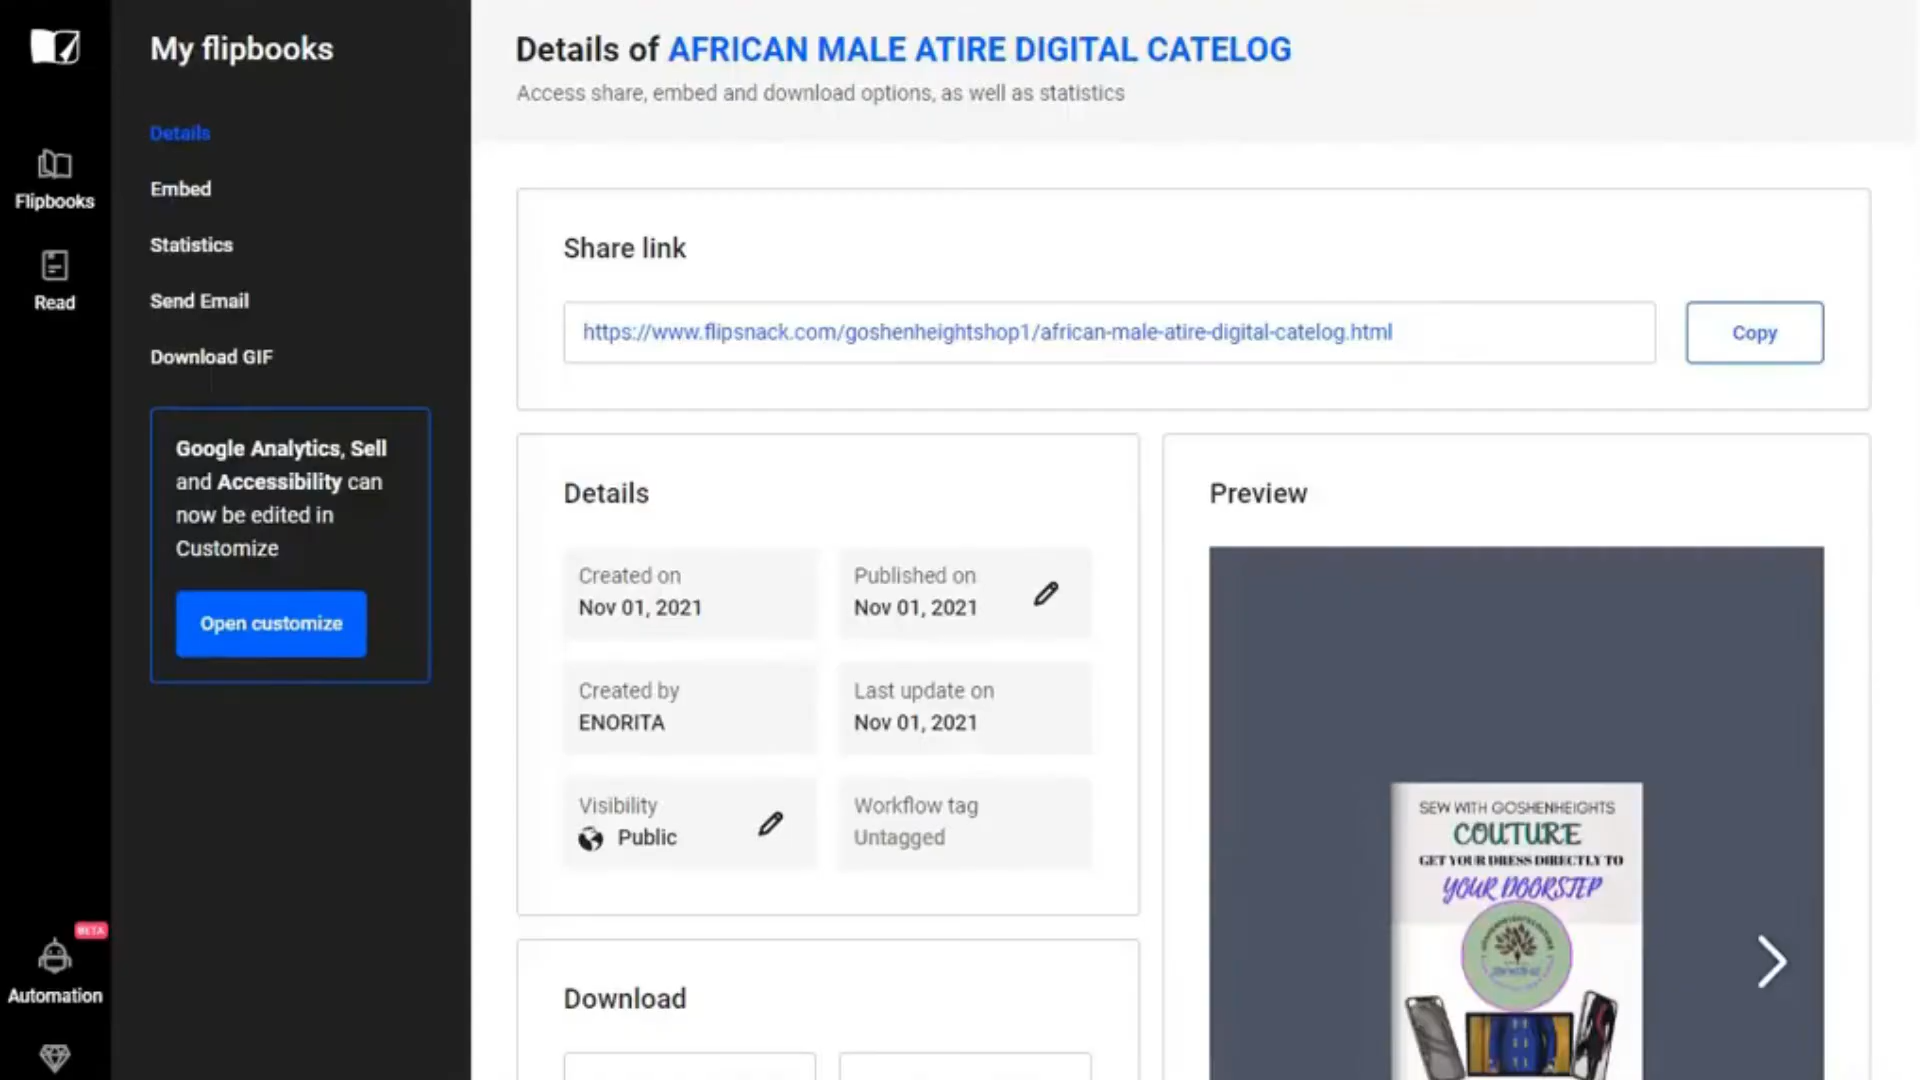 My flipbooks
Details
Embed
Statistics
Send Email
Download GIF
Google Analytics, Sell
and Accessibility can
now be edited in
Customize
Open customize
Flipbooks
Read
BETA
Automation
Details of AFRICAN MALE ATIRE DIGITAL CATELOG
Access share, embed and download options, as well as statistics
Share link
https://www.flipsnack.com/goshenheightshop1/african-male-atire-digital-catelog.html
Copy
Details
Created on
Nov 01, 2021
Published on
Nov 01, 2021
Created by
ENORITA
Last update on
Nov 01, 2021
Visibility
Public
Workflow tag
Untagged
Download
Preview
SEW WITH GOSHENHEIGHTS
COUTURE
GET YOUR DRESS DIRECTLY TO
YOUR DOORSTEP